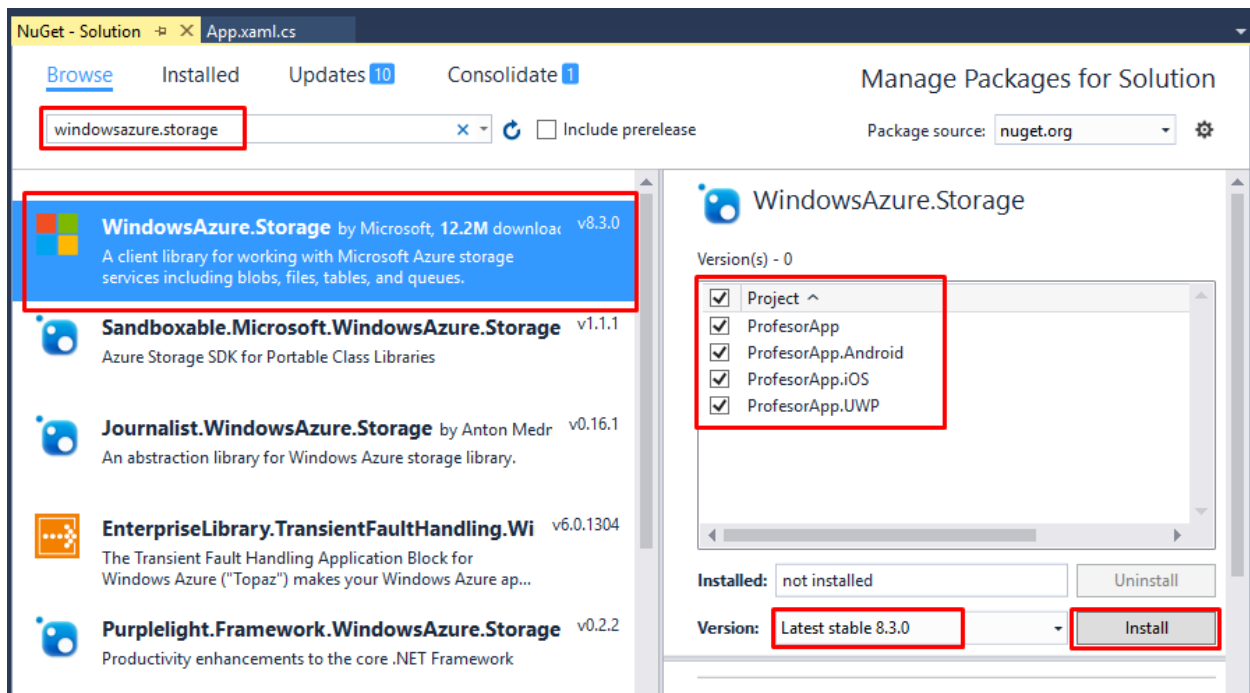 NuGet - Solution App.xaml.cs
Browse Installed Updates 10 Consolidate 1 Manage Packages for Solution
windowsazure.storage Include prerelease Package source: nuget.org
WindowsAzure.Storage by Microsoft, 12.2M downloac v8.3.0
A client library for working with Microsoft Azure storage
services including blobs, files, tables, and queues.
Sandboxable.Microsoft.WindowsAzure.Storage v1.1.1
Azure Storage SDK for Portable Class Libraries
Journalist.WindowsAzure.Storage by Anton Medr v0.16.1
An abstraction library for Windows Azure storage library.
EnterpriseLibrary.TransientFaultHandling.Wi v6.0.1304
The Transient Fault Handling Application Block for
Windows Azure ("Topaz") makes your Windows Azure ap...
Purplelight.Framework.WindowsAzure.Storage v0.2.2
Productivity enhancements to the core .NET Framework
WindowsAzure.Storage
Version(s) - 0
Project
ProfesorApp
ProfesorApp.Android
ProfesorApp.iOS
ProfesorApp.UWP
Installed: not installed Uninstall
Version: Latest stable 8.3.0 Install